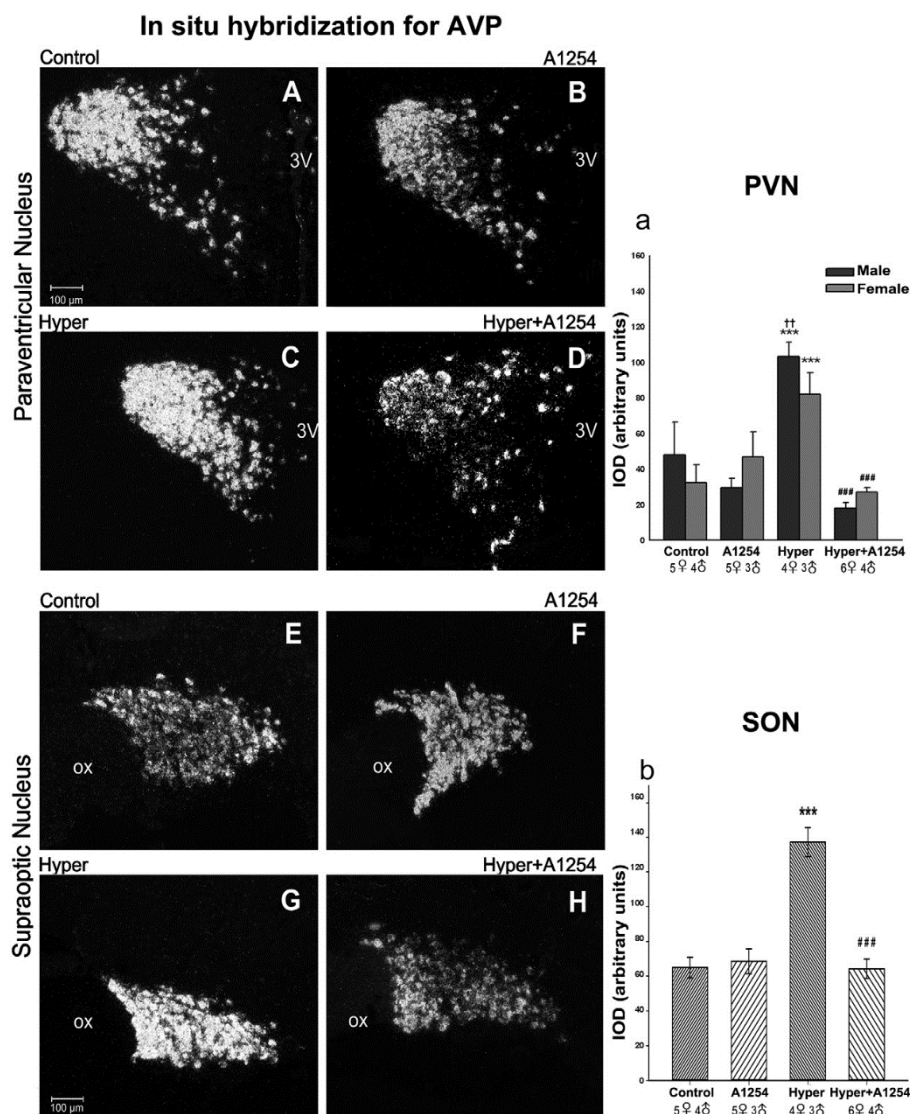 In situ hybridization for AVP
Control A1254
A B
3V 3V
100 µm
Paraventricular Nucleus
Hyper Hyper+A1254
C D
3V 3V
PVN
a
Male
Female
IOD (arbitrary units)
160
140
120
100
80
60
40
20
0
††
***
***
###
###
Control A1254 Hyper Hyper+A1254
5♀ 4♂ 5♀ 3♂ 4♀ 3♂ 6♀ 4♂
Control A1254
E F
ox ox
Supraoptic Nucleus
Hyper Hyper+A1254
G H
ox ox
100 µm
SON
b
IOD (arbitrary units)
160
140
120
100
80
60
40
20
0
***
###
Control A1254 Hyper Hyper+A1254
5♀ 4♂ 5♀ 3♂ 4♀ 3♂ 6♀ 4♂